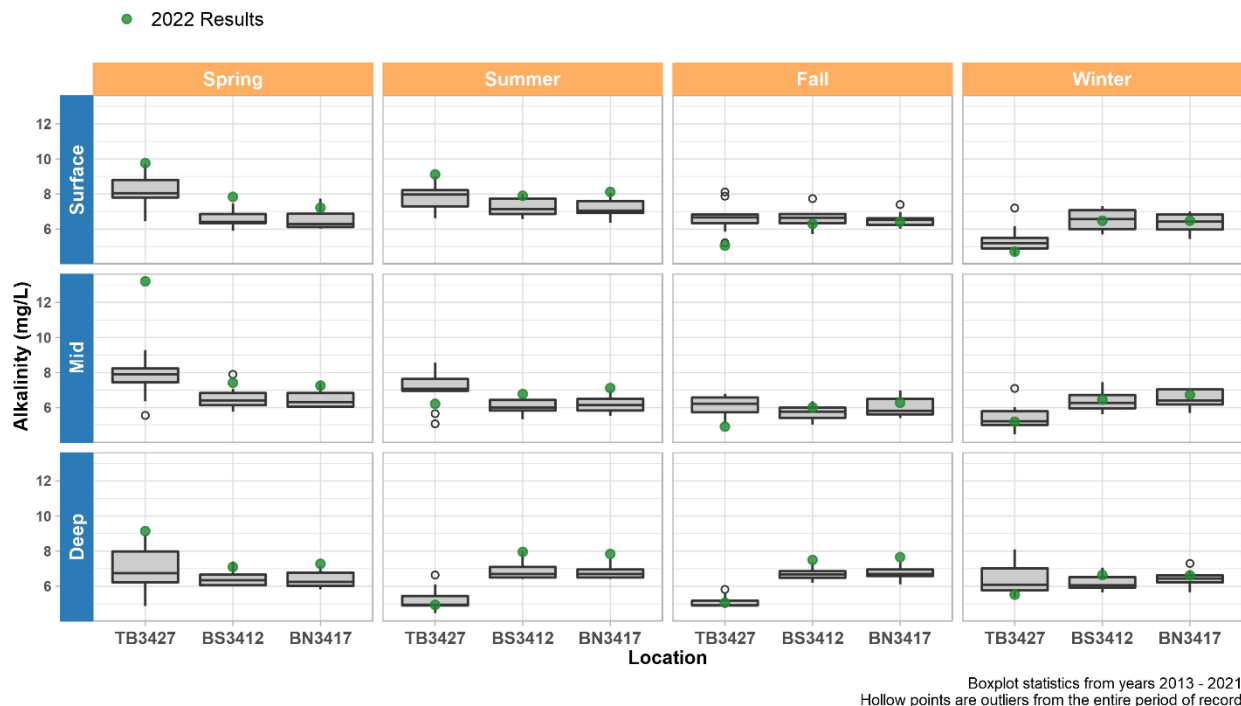 2022 Results
Spring Summer Fall Winter
Surface
12
10
8
6
Mid
12
10
8
6
Deep
12
10
8
6
Alkalinity (mg/L)
TB3427 BS3412 BN3417 TB3427 BS3412 BN3417 TB3427 BS3412 BN3417 TB3427 BS3412 BN3417
Location
Boxplot statistics from years 2013 - 2021
Hollow points are outliers from the entire period of record